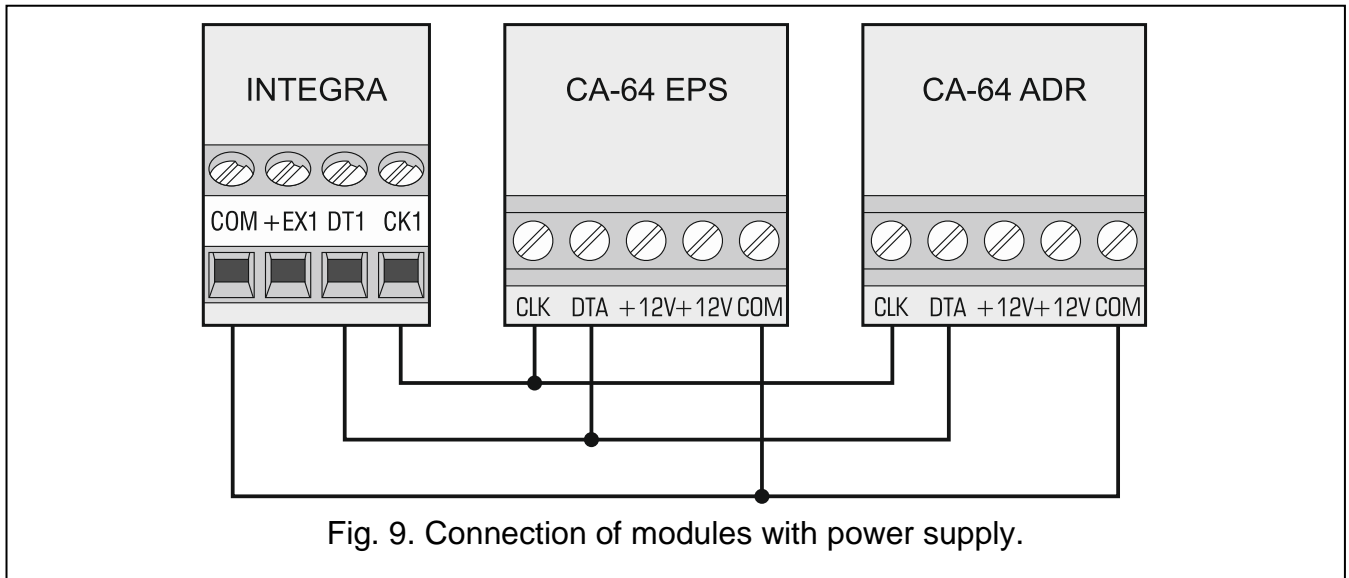 INTEGRA
CA-64 EPS
CA-64 ADR
COM +EX1 DT1 CK1
CLK DTA +12V+12V COM
CLK DTA +12V+12V COM
Fig. 9. Connection of modules with power supply.